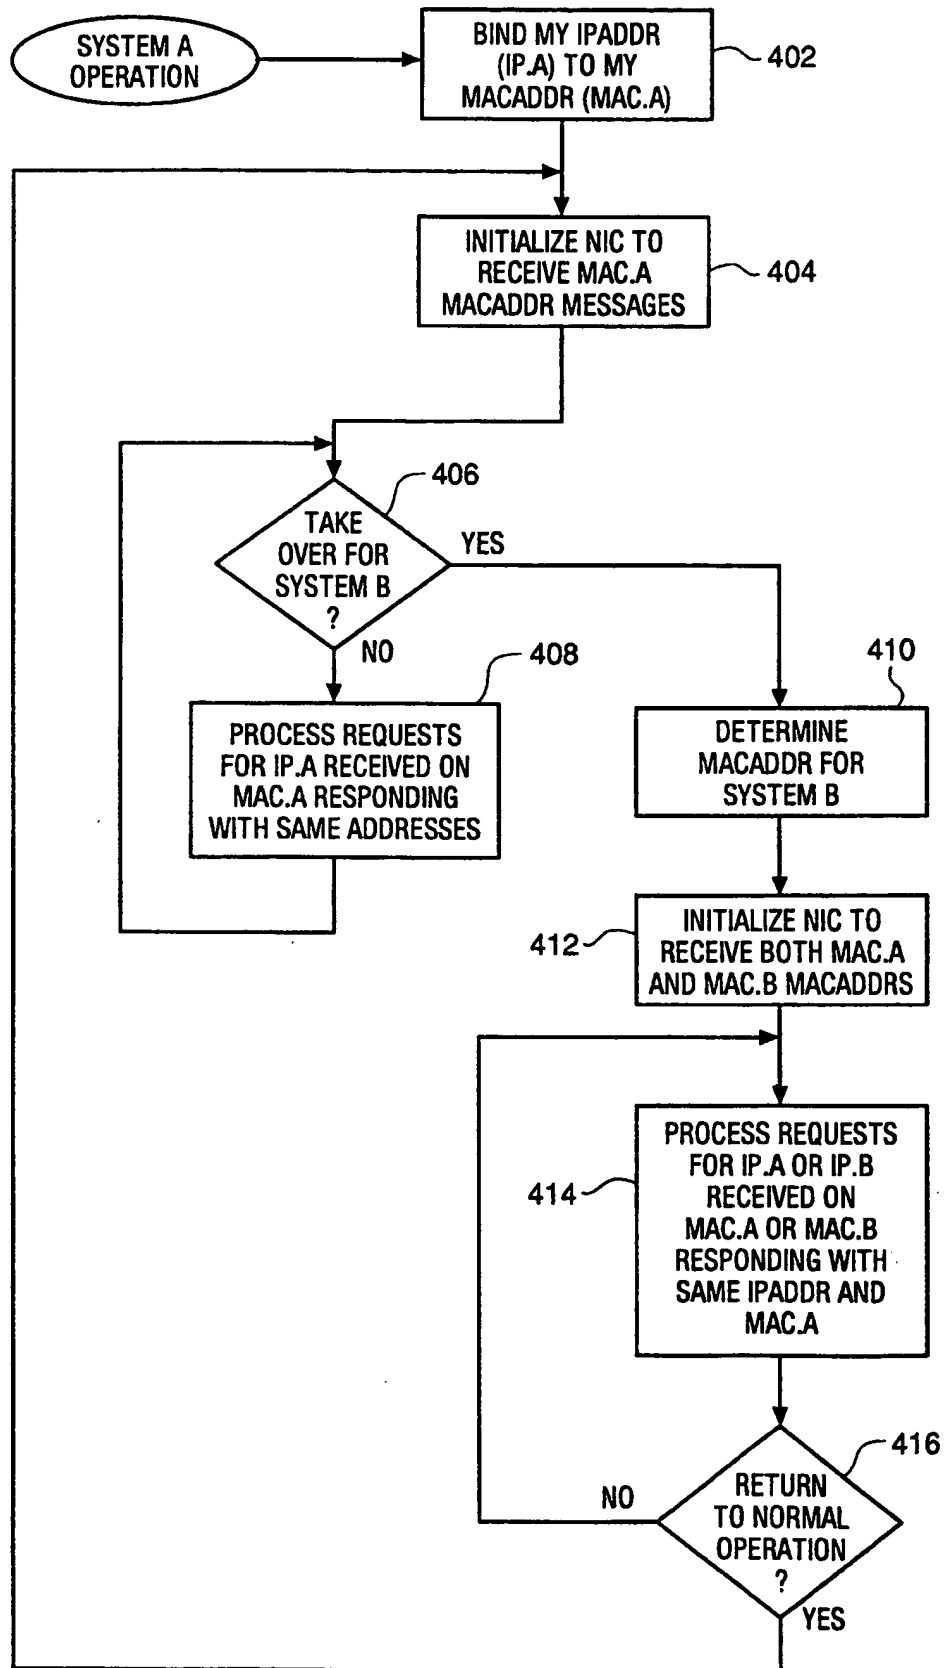 SYSTEM A
OPERATION
BIND MY IPADDR
(IP.A) TO MY
MACADDR (MAC.A)
402
INITIALIZE NIC TO
RECEIVE MAC.A
MACADDR MESSAGES
404
406
TAKE
OVER FOR
SYSTEM B
?
YES
NO
408
PROCESS REQUESTS
FOR IP.A RECEIVED ON
MAC.A RESPONDING
WITH SAME ADDRESSES
410
DETERMINE
MACADDR FOR
SYSTEM B
412
INITIALIZE NIC TO
RECEIVE BOTH MAC.A
AND MAC.B MACADDRS
414
PROCESS REQUESTS
FOR IP.A OR IP.B
RECEIVED ON
MAC.A OR MAC.B
RESPONDING WITH
SAME IPADDR AND
MAC.A
416
NO
RETURN
TO NORMAL
OPERATION
?
YES